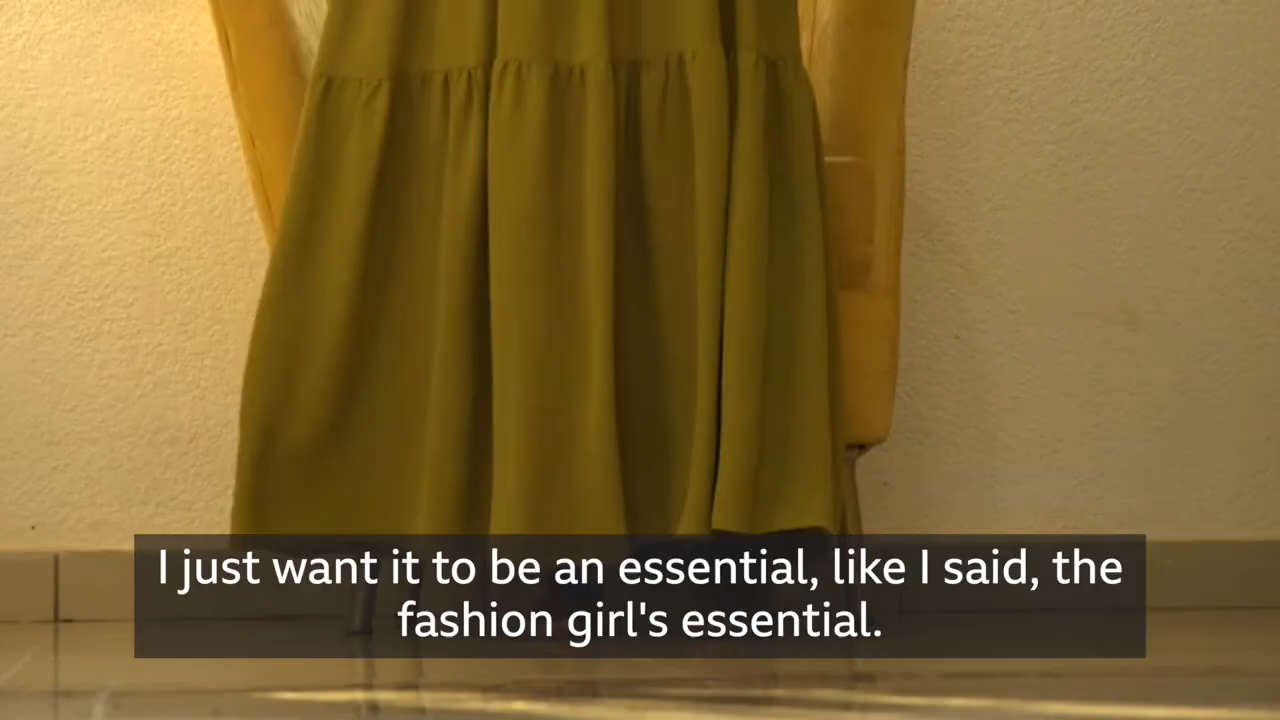 I just want it to be an essential, like I said, the
fashion girl's essential.